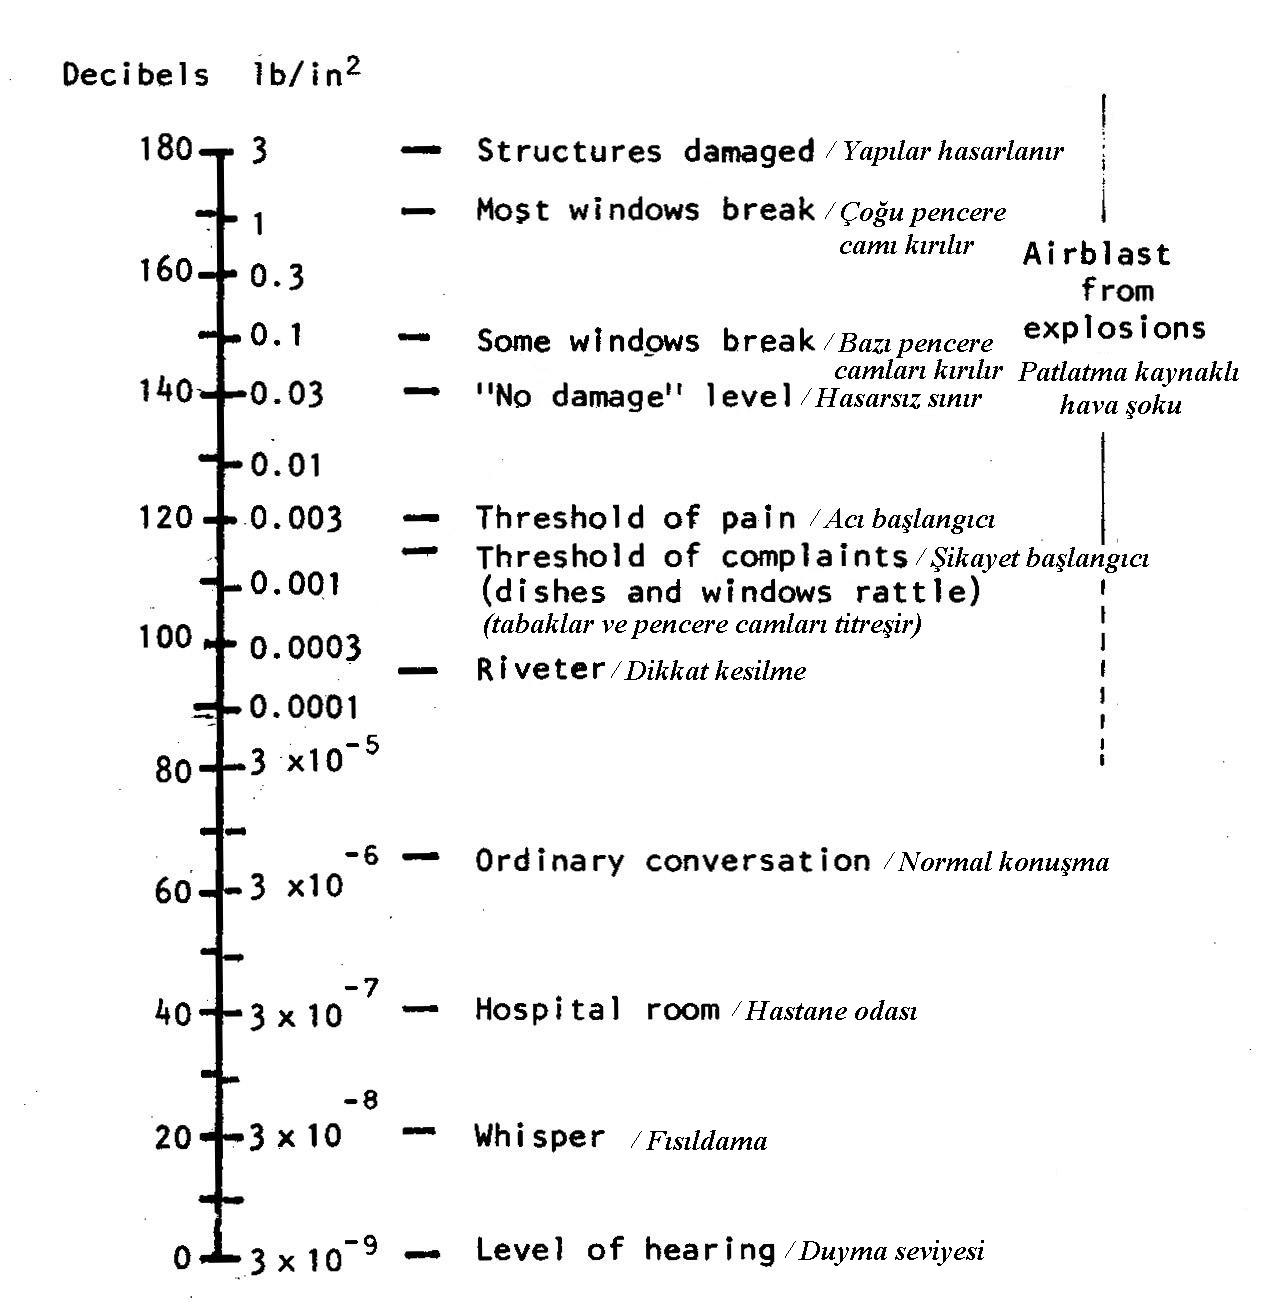 Decibels lb/in²
180 3 Structures damaged / Yapılar hasarlanır
1 Most windows break / Çoğu pencere
camı kırılır
160 0.3
Airblast
from
explosions
Patlatma kaynaklı
hava şoku
0.1 Some windows break / Bazı pencere
camları kırılır
140 0.03 "No damage" level / Hasarsız sınır
0.01
120 0.003 Threshold of pain / Acı başlangıcı
Threshold of complaints / Şikayet başlangıcı
0.001 (dishes and windows rattle)
(tabaklar ve pencere camları titreşir)
100 0.0003
Riveter / Dikkat kesilme
0.0001
80 3 x10⁻⁵
60 3 x10⁻⁶ Ordinary conversation / Normal konuşma
40 3 x 10⁻⁷ Hospital room / Hastane odası
20 3 x 10⁻⁸ Whisper / Fısıldama
0 3 x 10⁻⁹ Level of hearing / Duyma seviyesi